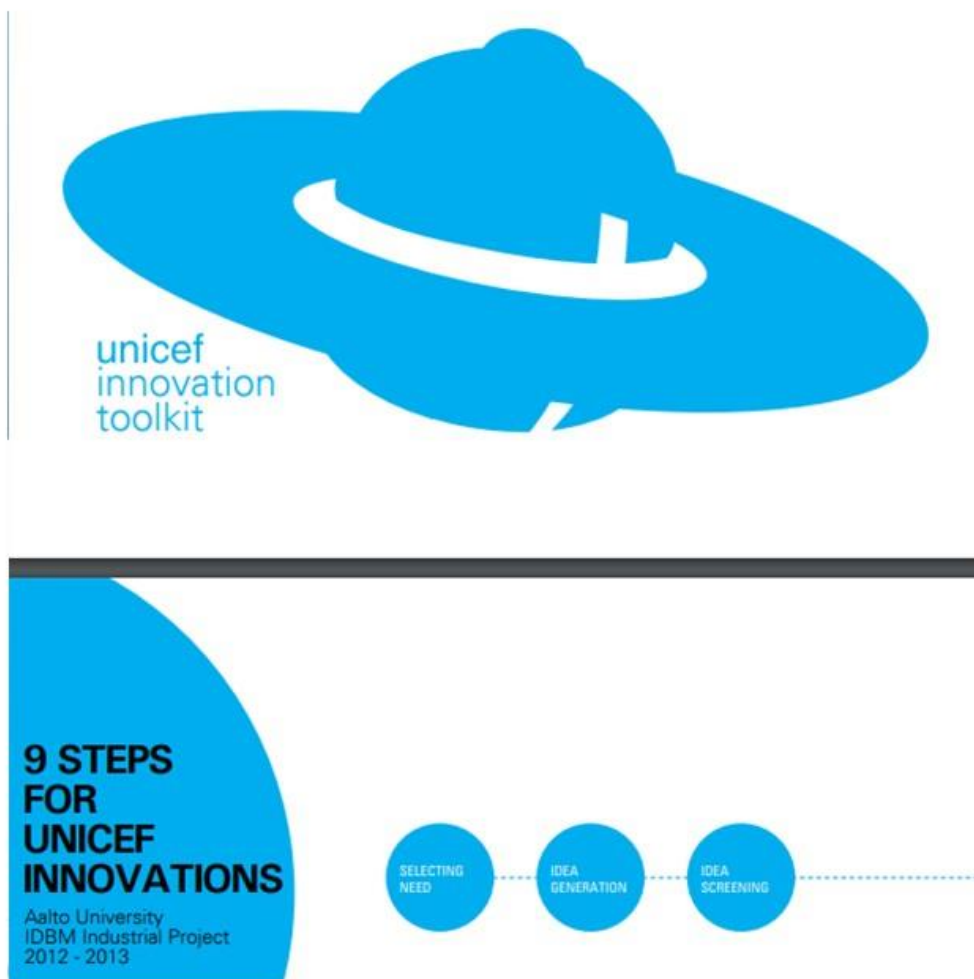 unicef
innovation
toolkit
9 STEPS
FOR
UNICEF
INNOVATIONS
Aalto University
IDBM Industrial Project
2012 - 2013
SELECTING
NEED
IDEA
GENERATION
IDEA
SCREENING